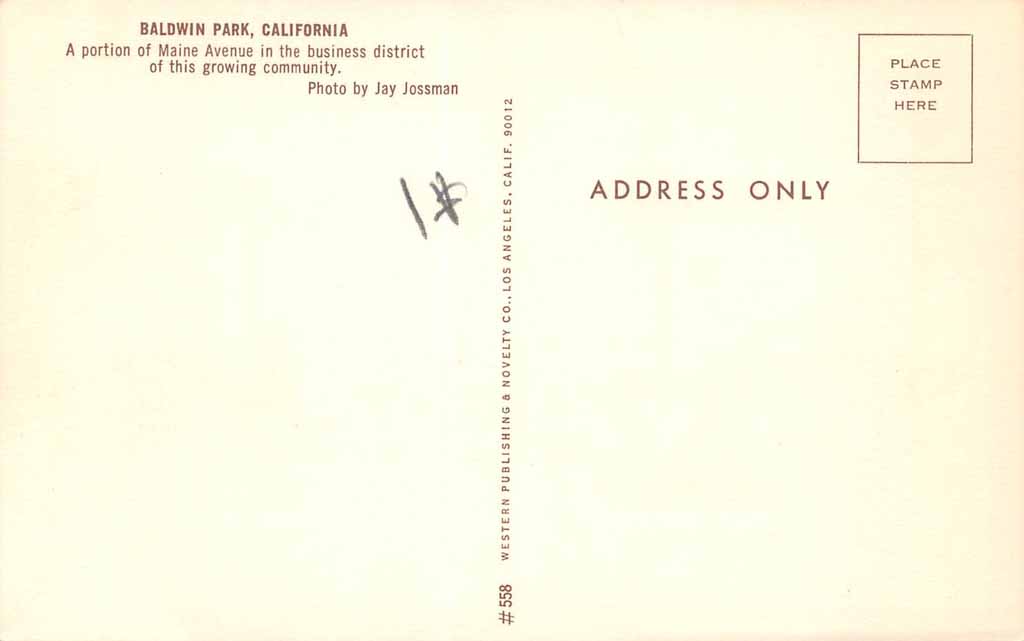 BALDWIN PARK, CALIFORNIA
A portion of Maine Avenue in the business district
of this growing community.
Photo by Jay Jossman
#558 WESTERN PUBLISHING & NOVELTY CO., LOS ANGELES, CALIF. 90012
PLACE
STAMP
HERE
ADDRESS ONLY